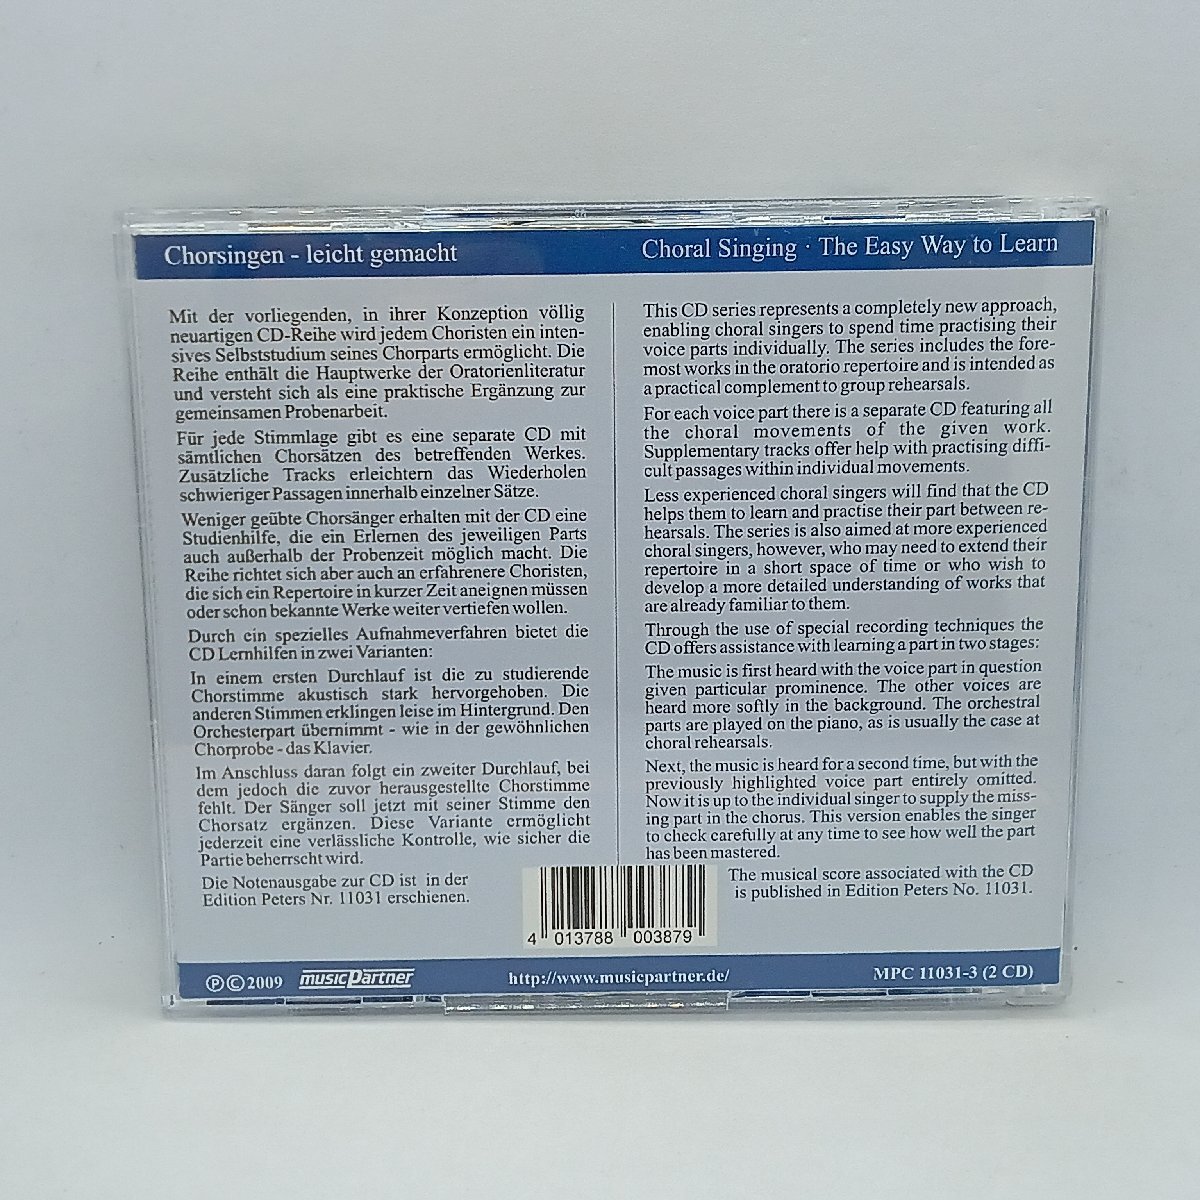 Chorsingen - leicht gemacht
Mit der vorliegenden, in ihrer Konzeption völlig
neuartigen CD-Reihe wird jedem Choristen ein inten-
sives Selbststudium seines Chorparts ermöglicht. Die
Reihe enthält die Hauptwerke der Oratorienliteratur
und versteht sich als eine praktische Ergänzung zur
gemeinsamen Probenarbeit.
Für jede Stimmlage gibt es eine separate CD mit
sämtlichen Chorsätzen des betreffenden Werkes.
Zusätzliche Tracks erleichtern das Wiederholen
schwieriger Passagen innerhalb einzelner Sätze.
Weniger geübte Chorsänger erhalten mit der CD eine
Studienhilfe, die ein Erlernen des jeweiligen Parts
auch außerhalb der Probenzeit möglich macht. Die
Reihe richtet sich aber auch an erfahrenere Choristen,
die sich ein Repertoire in kurzer Zeit aneignen müssen
oder schon bekannte Werke weiter vertiefen wollen.
Durch ein spezielles Aufnahmeverfahren bietet die
CD Lernhilfen in zwei Varianten:
In einem ersten Durchlauf ist die zu studierende
Chorstimme akustisch stark hervorgehoben. Die
anderen Stimmen erklingen leise im Hintergrund. Den
Orchesterpart übernimmt - wie in der gewöhnlichen
Chorprobe - das Klavier.
Im Anschluss daran folgt ein zweiter Durchlauf, bei
dem jedoch die zuvor herausgestellte Chorstimme
fehlt. Der Sänger soll jetzt mit seiner Stimme den
Chorsatz ergänzen. Diese Variante ermöglicht
jederzeit eine verlässliche Kontrolle, wie sicher die
Partie beherrscht wird.
Die Notenausgabe zur CD ist in der
Edition Peters Nr. 11031 erschienen.
Choral Singing · The Easy Way to Learn
This CD series represents a completely new approach,
enabling choral singers to spend time practising their
voice parts individually. The series includes the fore-
most works in the oratorio repertoire and is intended as
a practical complement to group rehearsals.
For each voice part there is a separate CD featuring all
the choral movements of the given work.
Supplementary tracks offer help with practising diffi-
cult passages within individual movements.
Less experienced choral singers will find that the CD
helps them to learn and practise their part between re-
hearsals. The series is also aimed at more experienced
choral singers, however, who may need to extend their
repertoire in a short space of time or who wish to
develop a more detailed understanding of works that
are already familiar to them.
Through the use of special recording techniques the
CD offers assistance with learning a part in two stages:
The music is first heard with the voice part in question
given particular prominence. The other voices are
heard more softly in the background. The orchestral
parts are played on the piano, as is usually the case at
choral rehearsals.
Next, the music is heard for a second time, but with the
previously highlighted voice part entirely omitted.
Now it is up to the individual singer to supply the miss-
ing part in the chorus. This version enables the singer
to check carefully at any time to see how well the part
has been mastered.
The musical score associated with the CD
is published in Edition Peters No. 11031.
4 013788 003879
℗©2009 musicPartner http://www.musicpartner.de/ MPC 11031-3 (2 CD)